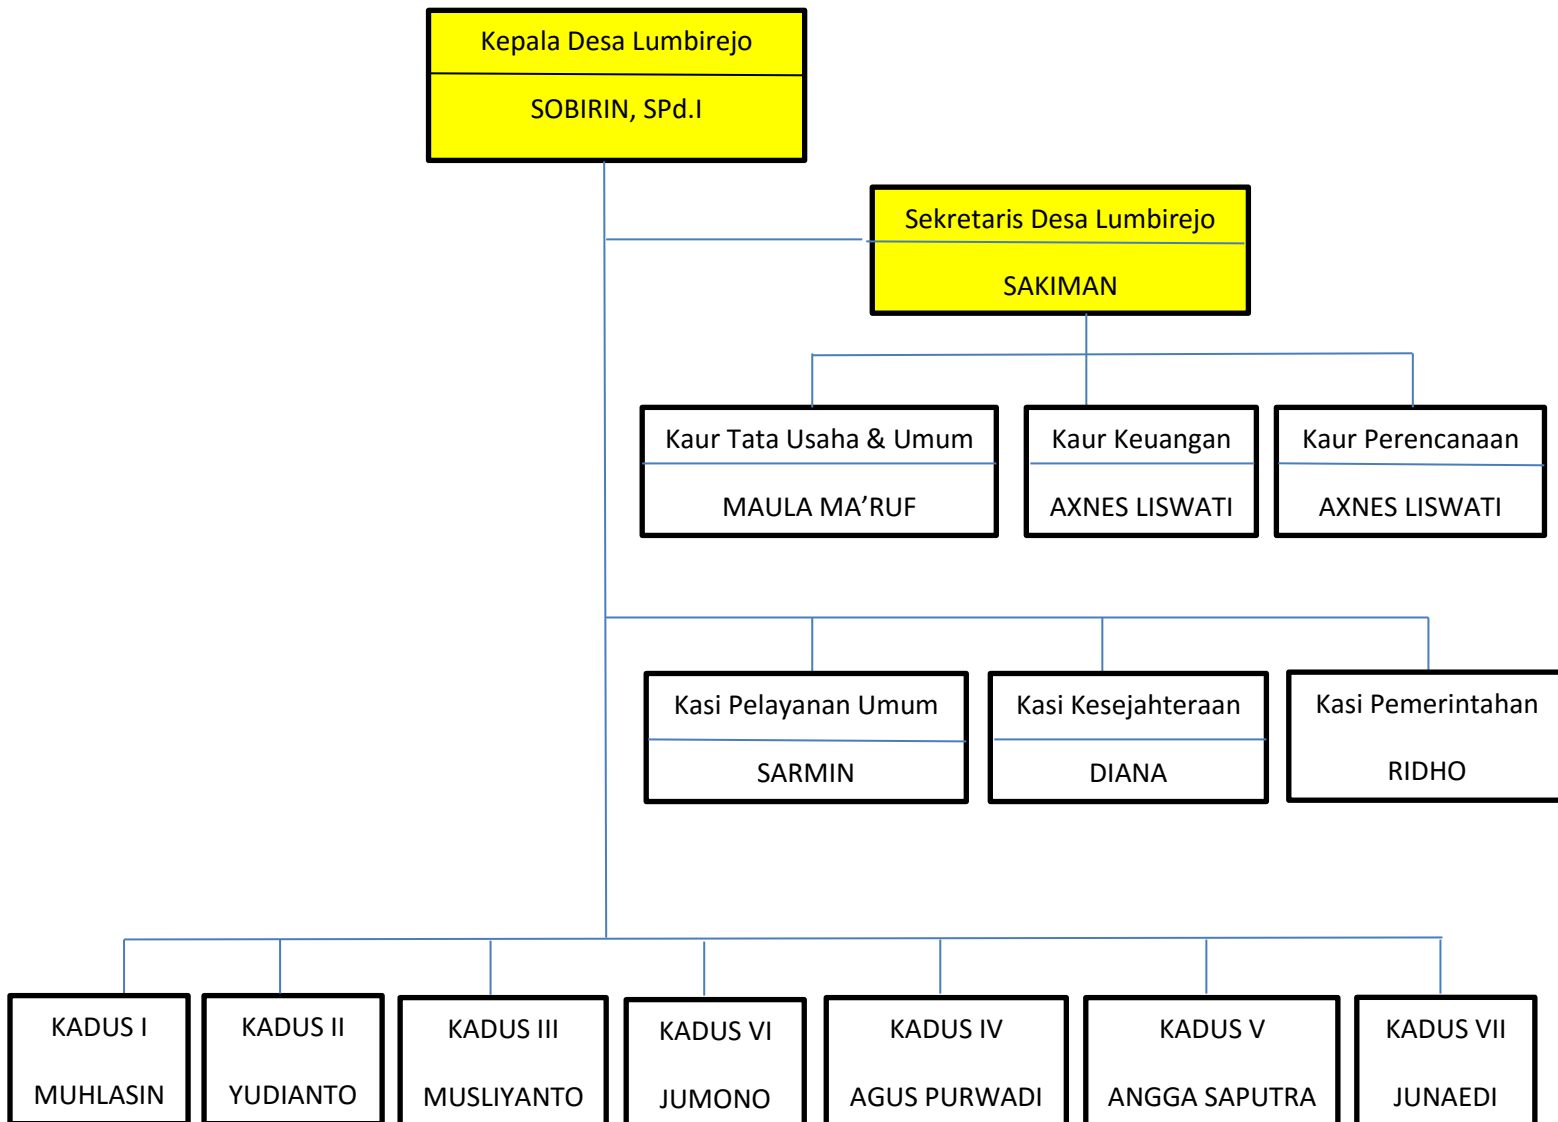 Kepala Desa Lumbirejo
SOBIRIN, SPd.I
Sekretaris Desa Lumbirejo
SAKIMAN
Kaur Tata Usaha & Umum
MAULA MA’RUF
Kaur Keuangan
AXNES LISWATI
Kaur Perencanaan
AXNES LISWATI
Kasi Pelayanan Umum
SARMIN
Kasi Kesejahteraan
DIANA
Kasi Pemerintahan
RIDHO
KADUS I
MUHLASIN
KADUS II
YUDIANTO
KADUS III
MUSLIYANTO
KADUS VI
JUMONO
KADUS IV
AGUS PURWADI
KADUS V
ANGGA SAPUTRA
KADUS VII
JUNAEDI